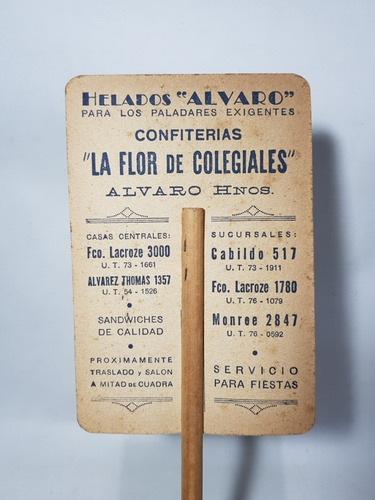 HELADOS "ALVARO"
PARA LOS PALADARES EXIGENTES
CONFITERIAS
"LA FLOR DE COLEGIALES"
ALVARO HNOS.
CASAS CENTRALES:
Fco. Lacroze 3000
U. T. 73 - 1661
ALVAREZ THOMAS 1357
U. T. 54 - 1526
SANDWICHES
DE CALIDAD
PROXIMAMENTE
TRASLADO y SALON
A MITAD DE CUADRA
SUCURSALES:
Cabildo 517
U. T. 73 - 1911
Fco. Lacroze 1780
U. T. 76 - 1079
Monroe 2847
U. T. 76 - 0592
SERVICIO
PARA FIESTAS